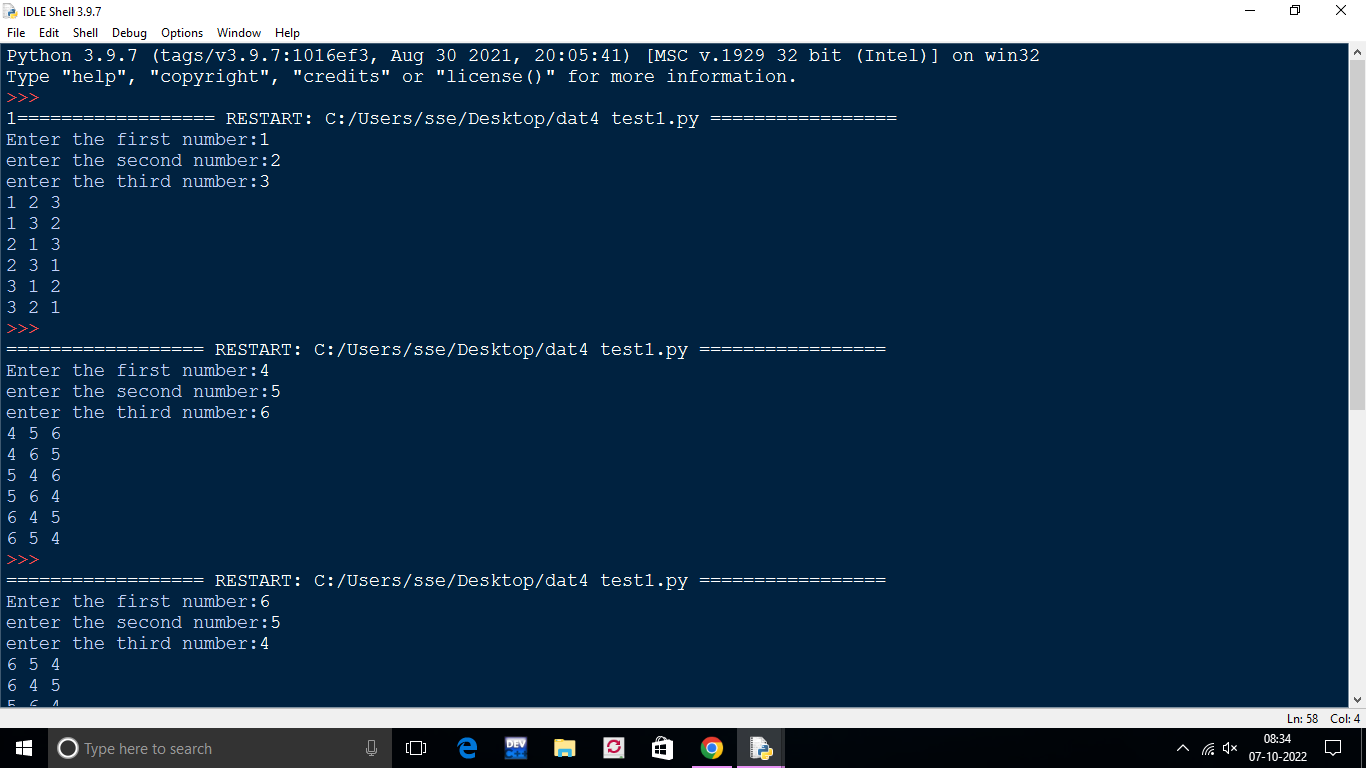 IDLE Shell 3.9.7
File Edit Shell Debug Options Window Help
Python 3.9.7 (tags/v3.9.7:1016ef3, Aug 30 2021, 20:05:41) [MSC v.1929 32 bit (Intel)] on win32
Type "help", "copyright", "credits" or "license()" for more information.
>>>
1================== RESTART: C:/Users/sse/Desktop/dat4 test1.py =================
Enter the first number:1
enter the second number:2
enter the third number:3
1 2 3
1 3 2
2 1 3
2 3 1
3 1 2
3 2 1
>>>
================== RESTART: C:/Users/sse/Desktop/dat4 test1.py =================
Enter the first number:4
enter the second number:5
enter the third number:6
4 5 6
4 6 5
5 4 6
5 6 4
6 4 5
6 5 4
>>>
================== RESTART: C:/Users/sse/Desktop/dat4 test1.py =================
Enter the first number:6
enter the second number:5
enter the third number:4
6 5 4
6 4 5
5 6 4
Ln: 58 Col: 4
Type here to search
DEV C++
08:34
07-10-2022